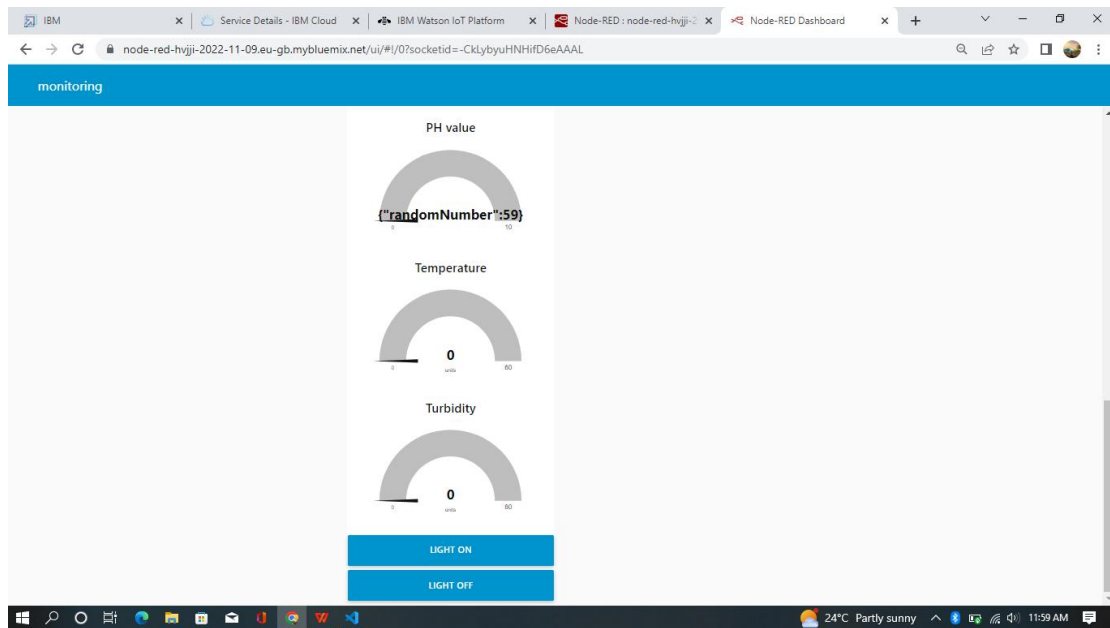 IBM
Service Details - IBM Cloud
IBM Watson IoT Platform
Node-RED : node-red-hvjji-2
Node-RED Dashboard
node-red-hvjji-2022-11-09.eu-gb.mybluemix.net/ui/#!/0?socketid=-CkLybyuHNHifD6eAAAL
monitoring
PH value
{"randomNumber":59}
0 10
Temperature
0
0 units 60
Turbidity
0
0 units 60
LIGHT ON
LIGHT OFF
24°C Partly sunny 11:59 AM